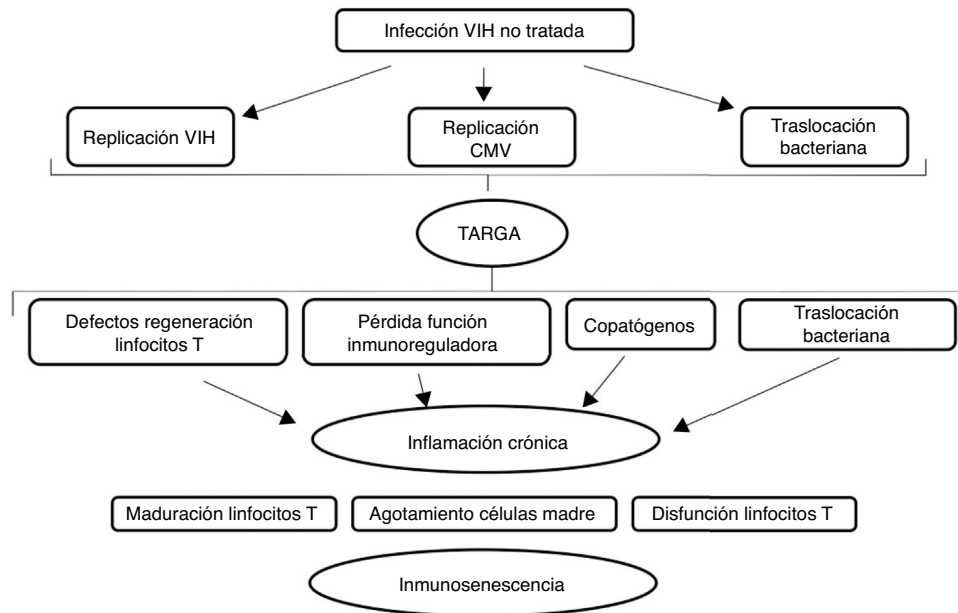 Infección VIH no tratada
Replicación VIH
Replicación
CMV
Traslocación
bacteriana
TARGA
Defectos regeneración
linfocitos T
Pérdida función
inmunoreguladora
Copatógenos
Traslocación
bacteriana
Inflamación crónica
Maduración linfocitos T
Agotamiento células madre
Disfunción linfocitos T
Inmunosenescencia